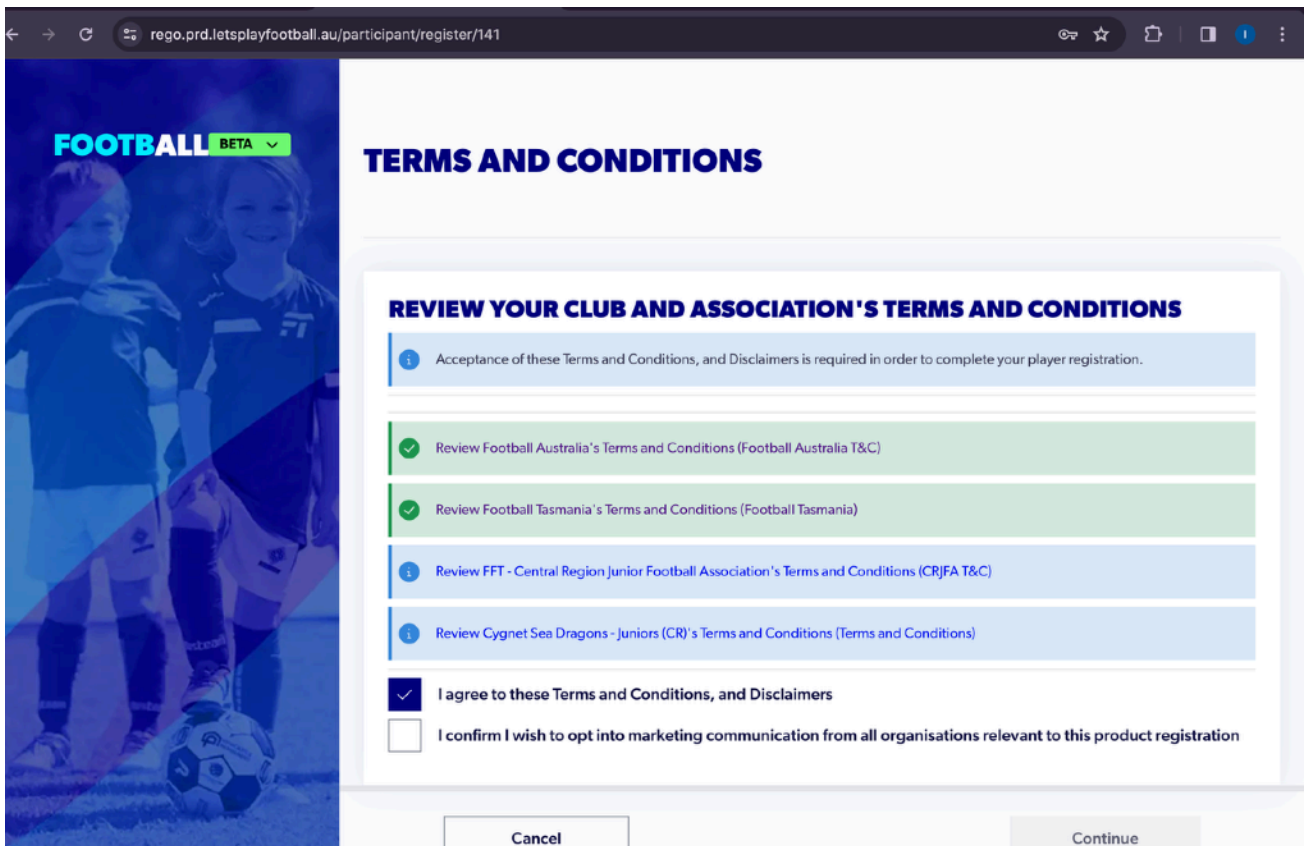 rego.prd.letsplayfootball.au/participant/register/141
I
FOOTBALL BETA
TERMS AND CONDITIONS
REVIEW YOUR CLUB AND ASSOCIATION'S TERMS AND CONDITIONS
Acceptance of these Terms and Conditions, and Disclaimers is required in order to complete your player registration.
Review Football Australia's Terms and Conditions (Football Australia T&C)
Review Football Tasmania's Terms and Conditions (Football Tasmania)
Review FFT - Central Region Junior Football Association's Terms and Conditions (CRJFA T&C)
Review Cygnet Sea Dragons - Juniors (CR)'s Terms and Conditions (Terms and Conditions)
I agree to these Terms and Conditions, and Disclaimers
I confirm I wish to opt into marketing communication from all organisations relevant to this product registration
Cancel
Continue